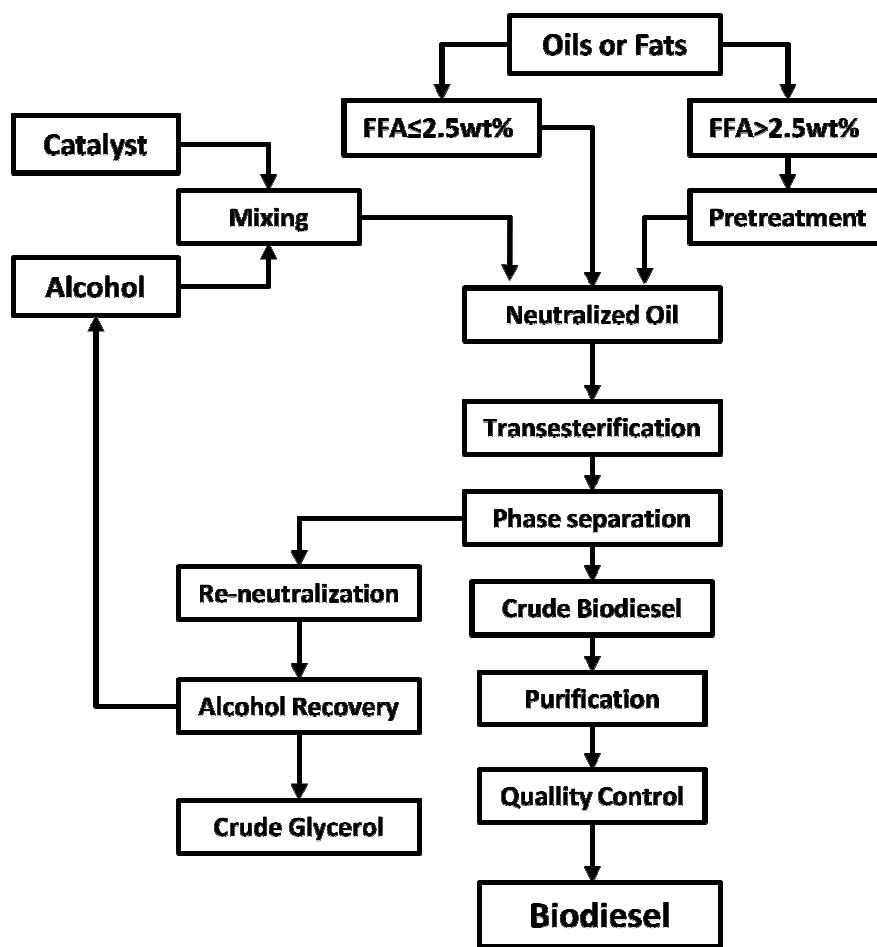 Oils or Fats
FFA≤2.5wt%
FFA>2.5wt%
Catalyst
Mixing
Pretreatment
Alcohol
Neutralized Oil
Transesterification
Phase separation
Re-neutralization
Crude Biodiesel
Alcohol Recovery
Purification
Quallity Control
Crude Glycerol
Biodiesel